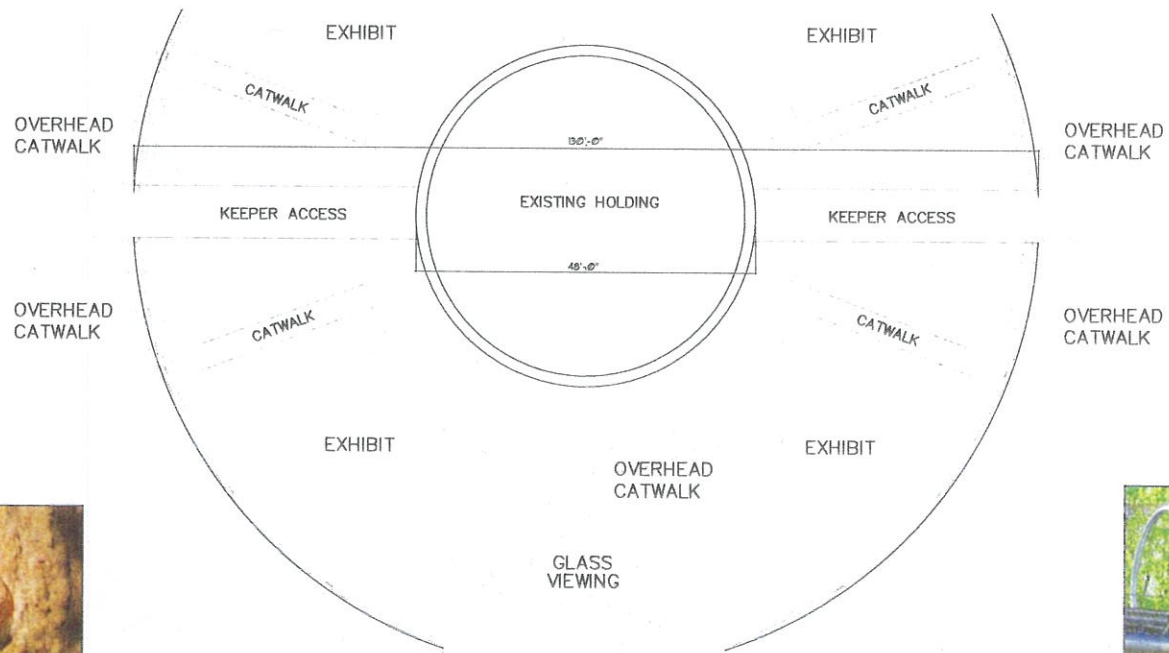 EXHIBIT
EXHIBIT
CATWALK
CATWALK
OVERHEAD
CATWALK
OVERHEAD
CATWALK
130'-0"
KEEPER ACCESS
EXISTING HOLDING
KEEPER ACCESS
48'-0"
OVERHEAD
CATWALK
CATWALK
CATWALK
OVERHEAD
CATWALK
EXHIBIT
EXHIBIT
OVERHEAD
CATWALK
GLASS
VIEWING